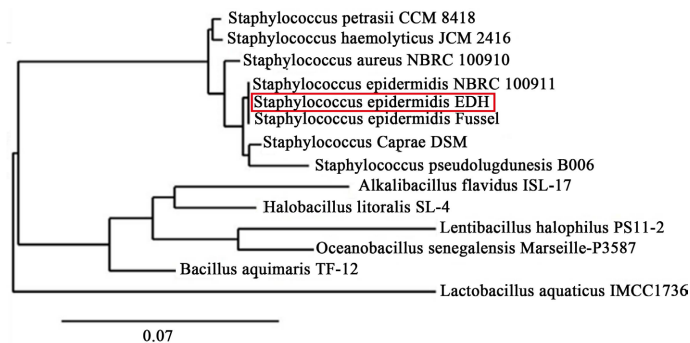 Staphylococcus petrasii CCM 8418
Staphylococcus haemolyticus JCM 2416
Staphylococcus aureus NBRC 100910
Staphylococcus epidermidis NBRC 100911
Staphylococcus epidermidis EDH
Staphylococcus epidermidis Fussel
Staphylococcus Caprae DSM
Staphylococcus pseudolugdunesis B006
Alkalibacillus flavidus ISL-17
Halobacillus litoralis SL-4
Lentibacillus halophilus PS11-2
Oceanobacillus senegalensis Marseille-P3587
Bacillus aquimaris TF-12
Lactobacillus aquaticus IMCC1736
0.07